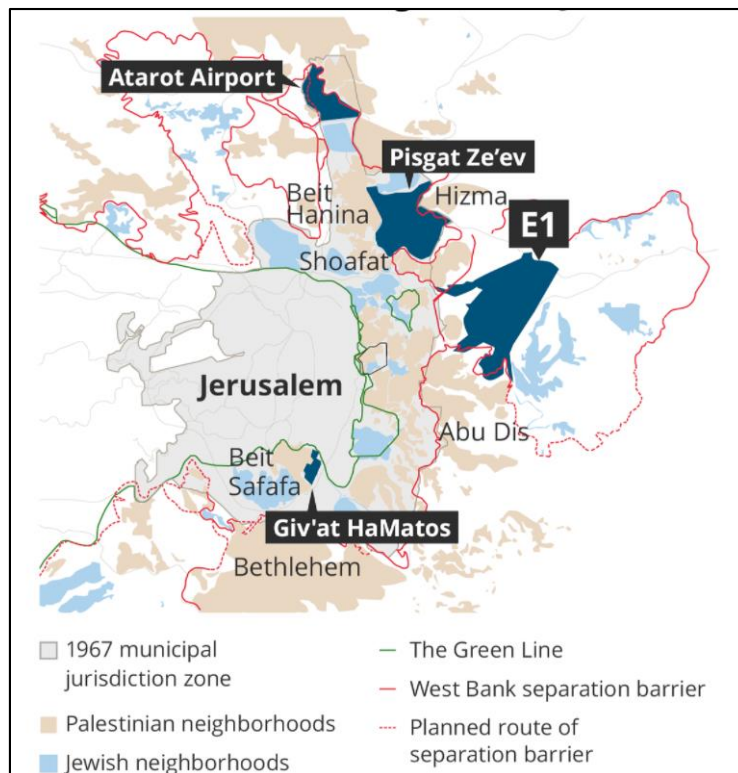 Atarot Airport
Pisgat Ze'ev
Beit
Hanina
Hizma
E1
Shoafat
Jerusalem
Abu Dis
Beit
Safafa
Giv'at HaMatos
Bethlehem
1967 municipal
jurisdiction zone
Palestinian neighborhoods
Jewish neighborhoods
The Green Line
West Bank separation barrier
Planned route of
separation barrier